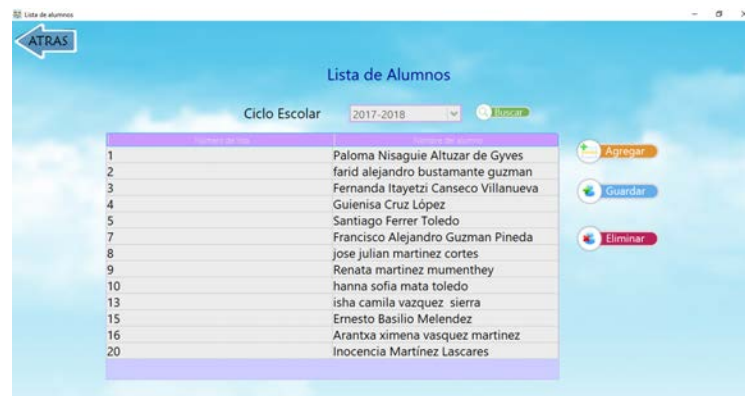 Lista de alumnos
ATRAS
Lista de Alumnos
Ciclo Escolar 2017-2018 Buscar
Número de lista Nombre del alumno
1 Paloma Nisaguie Altuzar de Gyves
2 farid alejandro bustamante guzman
3 Fernanda Itayetzi Canseco Villanueva
4 Guienisa Cruz López
5 Santiago Ferrer Toledo
7 Francisco Alejandro Guzman Pineda
8 jose julian martinez cortes
9 Renata martinez mumenthey
10 hanna sofia mata toledo
13 isha camila vazquez sierra
15 Ernesto Basilio Melendez
16 Arantxa ximena vasquez martinez
20 Inocencia Martínez Lascares
Agregar
Guardar
Eliminar